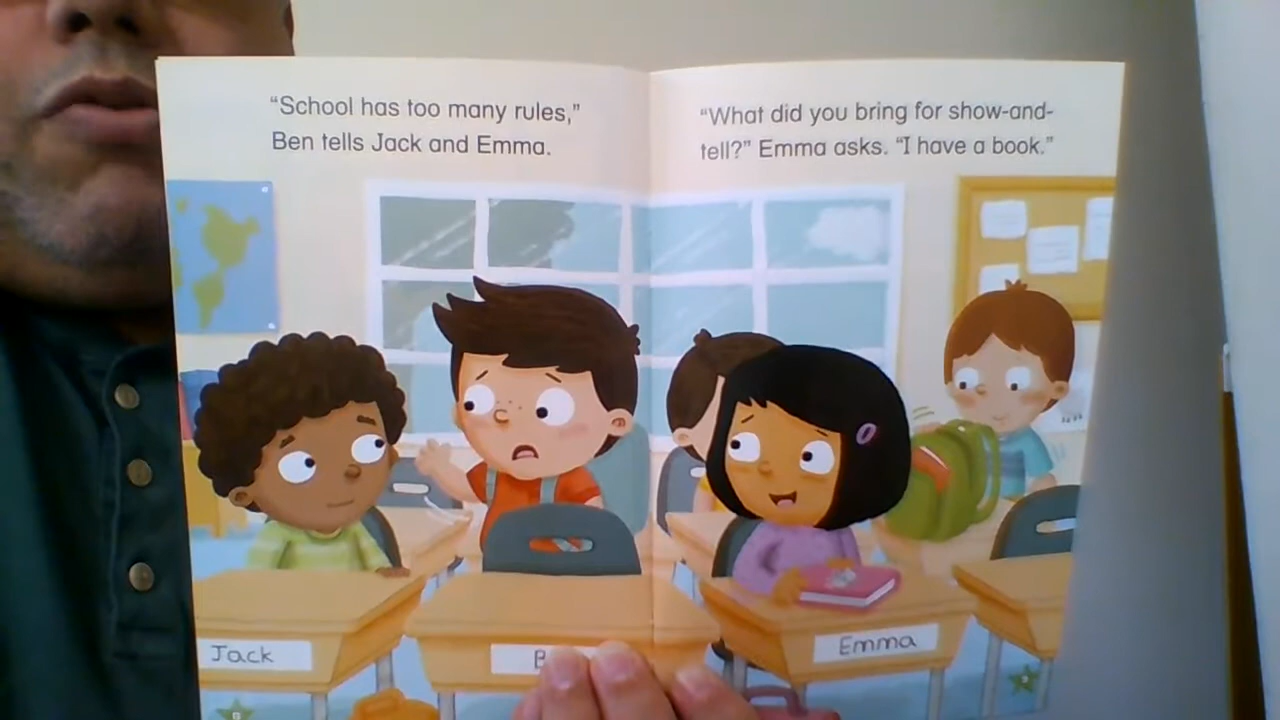 “School has too many rules,”
Ben tells Jack and Emma.
“What did you bring for show-and-
tell?” Emma asks. “I have a book.”
Jack
Emma